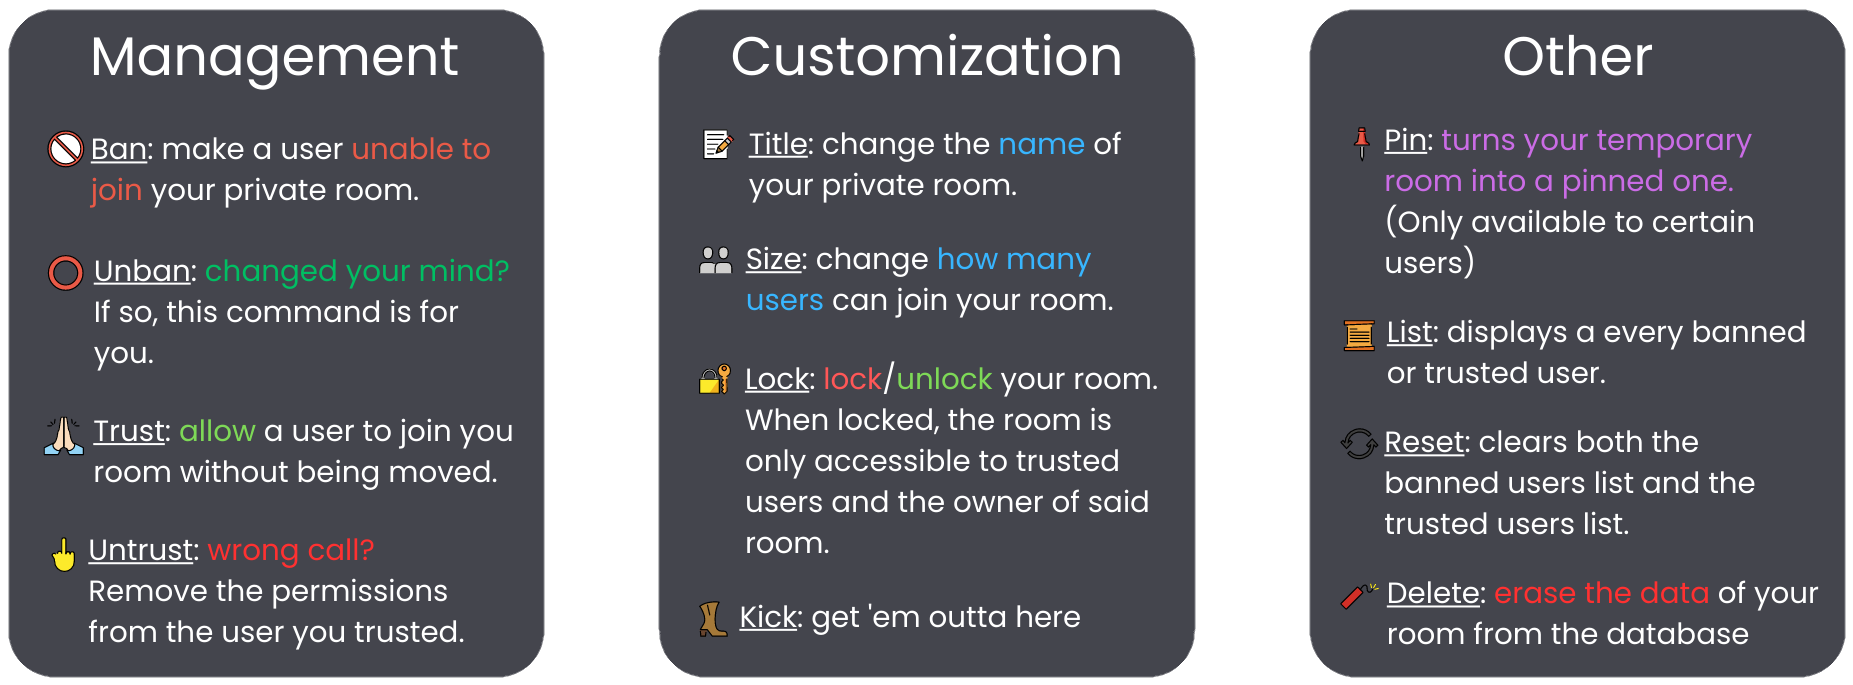 Management
Ban: make a user unable to
join your private room.
Unban: changed your mind?
If so, this command is for
you.
Trust: allow a user to join you
room without being moved.
Untrust: wrong call?
Remove the permissions
from the user you trusted.
Customization
Title: change the name of
your private room.
Size: change how many
users can join your room.
Lock: lock/unlock your room.
When locked, the room is
only accessible to trusted
users and the owner of said
room.
Kick: get 'em outta here
Other
Pin: turns your temporary
room into a pinned one.
(Only available to certain
users)
List: displays a every banned
or trusted user.
Reset: clears both the
banned users list and the
trusted users list.
Delete: erase the data of your
room from the database